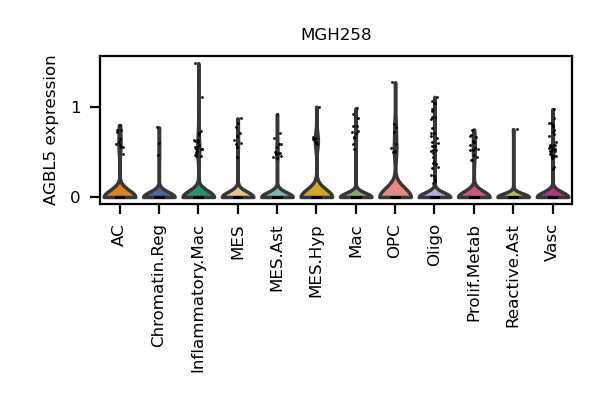 MGH258
AGBL5 expression
1
0
AC
Chromatin.Reg
Inflammatory.Mac
MES
MES.Ast
MES.Hyp
Mac
OPC
Oligo
Prolif.Metab
Reactive.Ast
Vasc